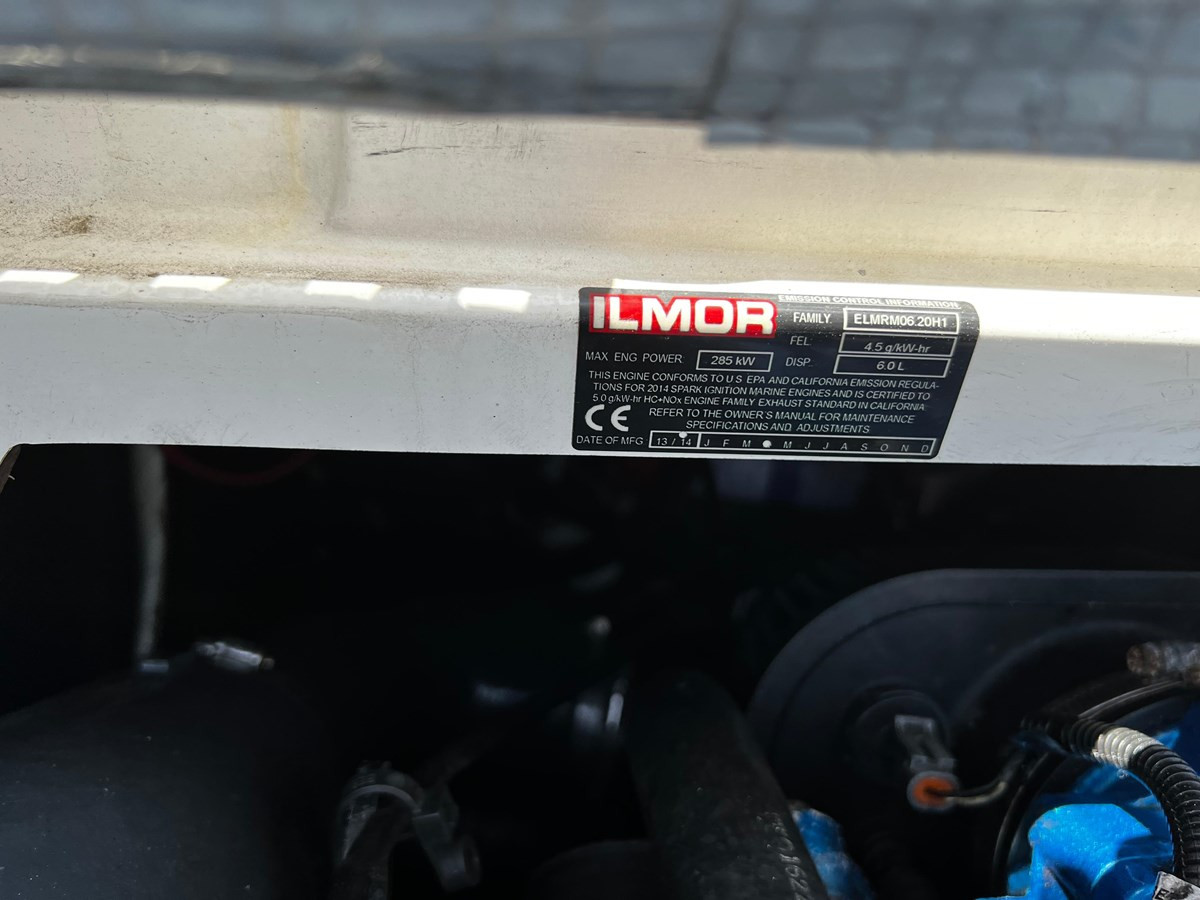 ILMOR
EMISSION CONTROL INFORMATION
FAMILY ELMRM06.20H1
FEL 4.5 g/kW-hr
MAX ENG POWER 285 kW DISP. 6.0 L
THIS ENGINE CONFORMS TO U S EPA AND CALIFORNIA EMISSION REGULA-
TIONS FOR 2014 SPARK IGNITION MARINE ENGINES AND IS CERTIFIED TO
5.0 g/kW-hr HC+NOx ENGINE FAMILY EXHAUST STANDARD IN CALIFORNIA
CE REFER TO THE OWNER'S MANUAL FOR MAINTENANCE
SPECIFICATIONS AND ADJUSTMENTS
DATE OF MFG 13 / 14 J F M M J J A S O N D